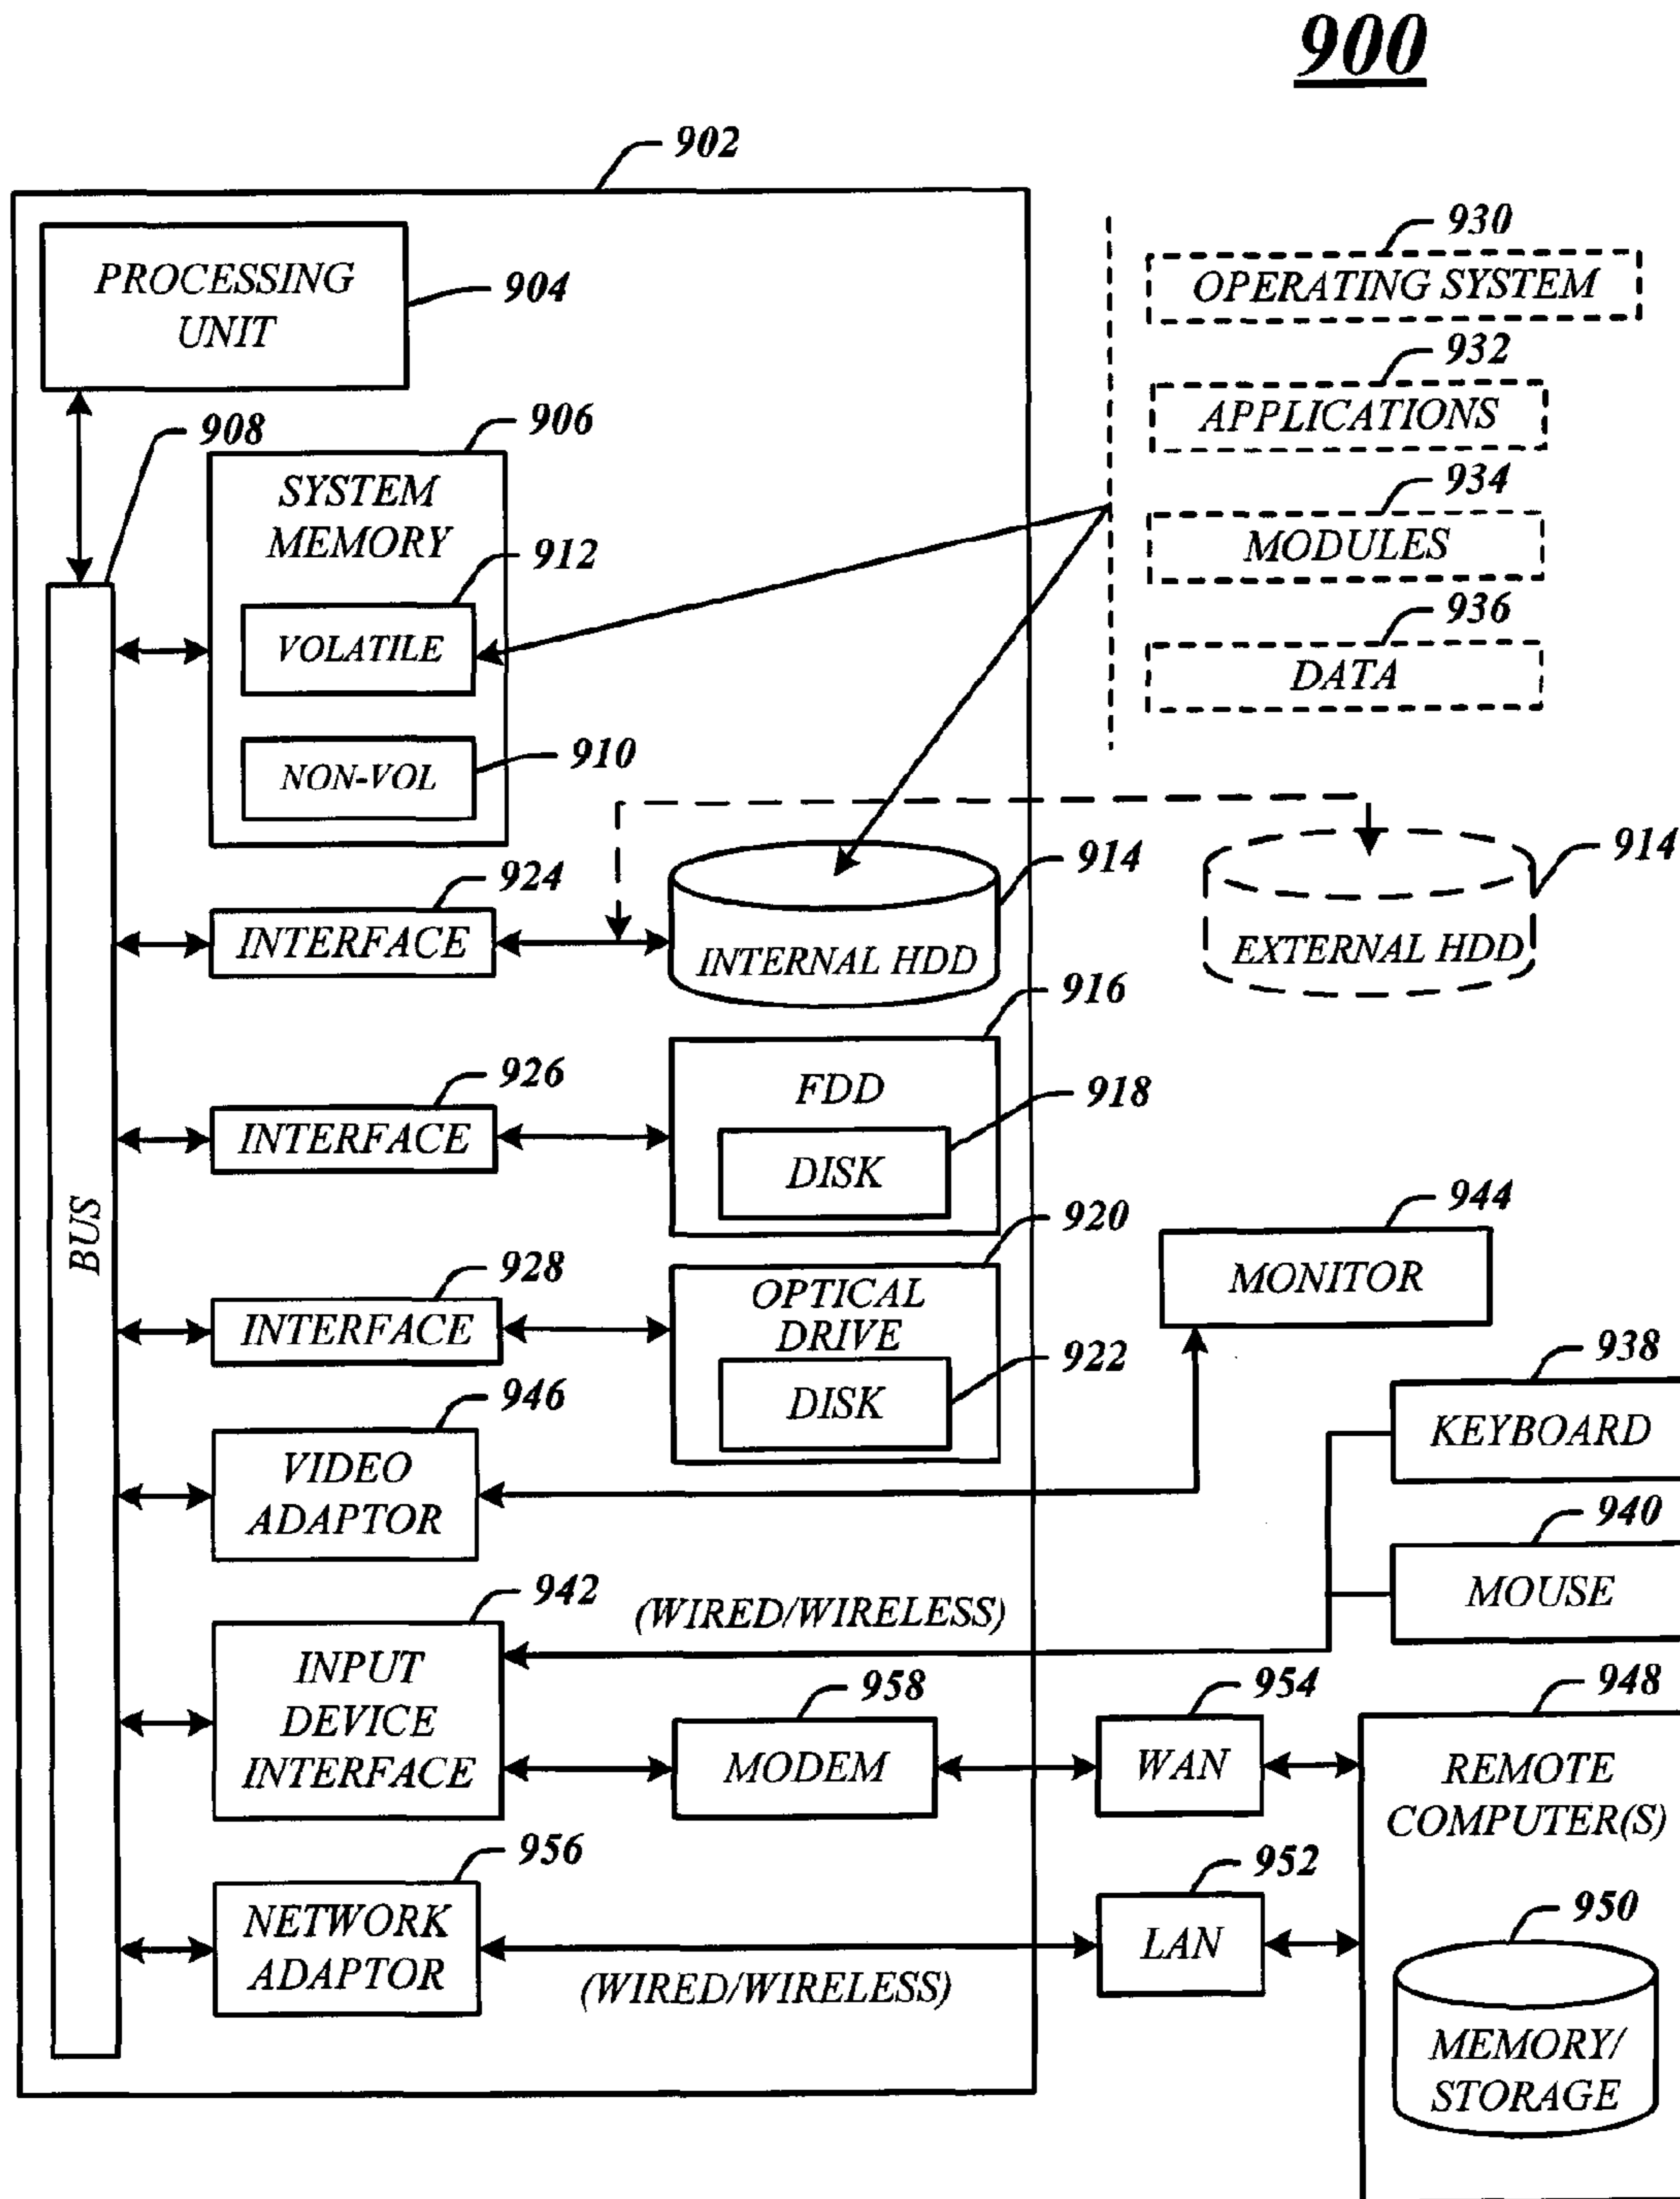 900
902
PROCESSING
UNIT
904
930
OPERATING SYSTEM
932
APPLICATIONS
908
906
SYSTEM
MEMORY
934
MODULES
912
VOLATILE
936
DATA
910
NON-VOL
924
INTERFACE
914
INTERNAL HDD
914
EXTERNAL HDD
916
FDD
926
INTERFACE
918
DISK
BUS
920
OPTICAL
DRIVE
928
INTERFACE
922
DISK
944
MONITOR
938
KEYBOARD
946
VIDEO
ADAPTOR
940
MOUSE
942
INPUT
DEVICE
INTERFACE
(WIRED/WIRELESS)
958
MODEM
954
WAN
948
REMOTE
COMPUTER(S)
956
NETWORK
ADAPTOR
(WIRED/WIRELESS)
952
LAN
950
MEMORY/
STORAGE